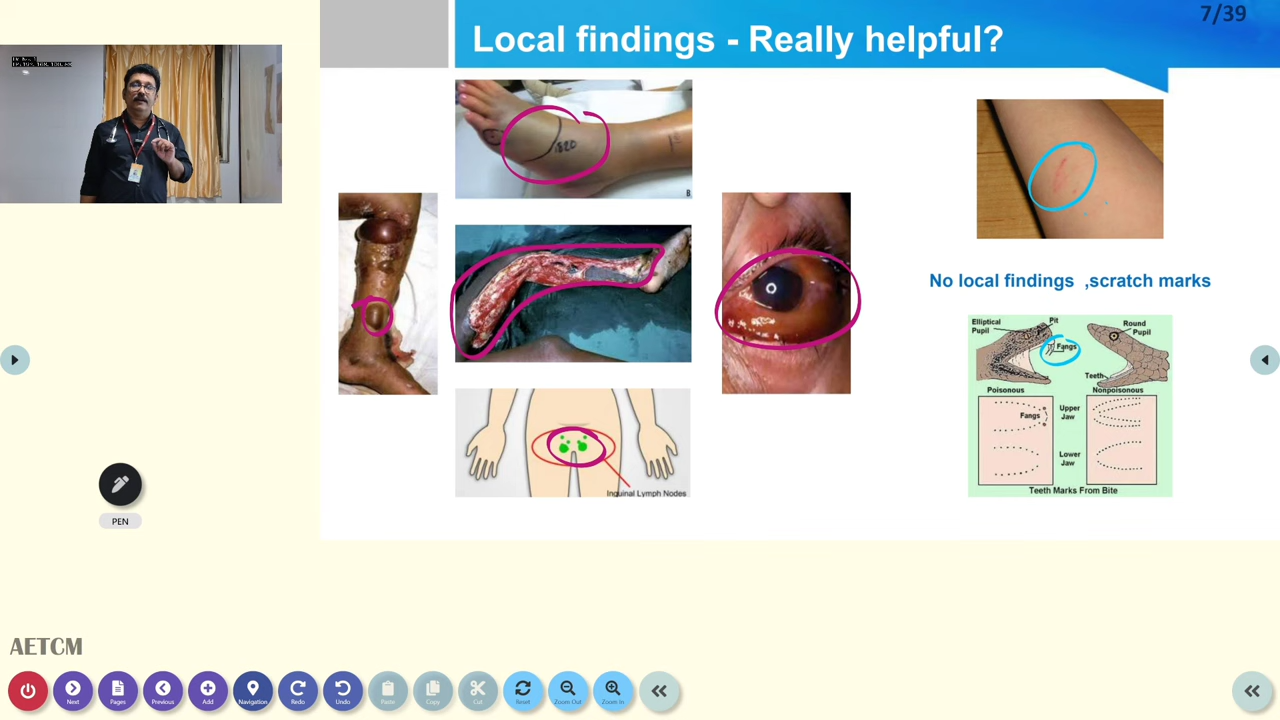 7/39
Local findings - Really helpful?
1820
B
No local findings ,scratch marks
Inguinal Lymph Nodes
Elliptical
Pupil
Pit
Fangs
Round
Pupil
Teeth
Poisonous
Nonpoisonous
Fangs
Upper
Jaw
Lower
Jaw
Teeth Marks From Bite
PEN
AETCM
Next
Pages
Previous
Add
Navigation
Redo
Undo
Paste
Copy
Cut
Reset
Zoom Out
Zoom In